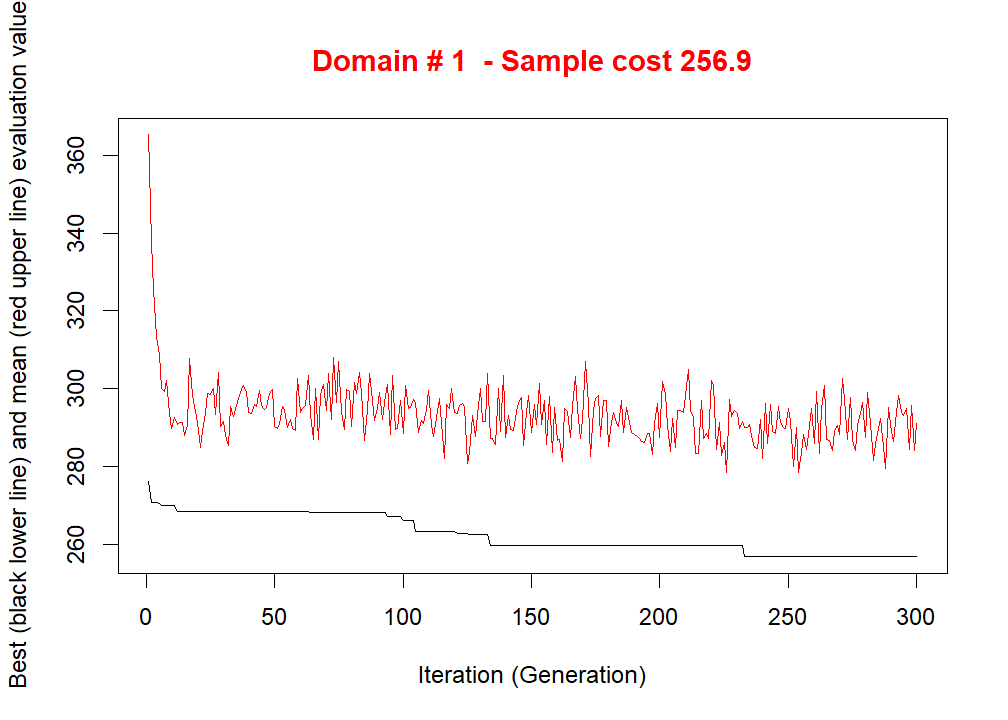 Domain # 1  - Sample cost 256.9
Best (black lower line) and mean (red upper line) evaluation value
360
340
320
300
280
260
0 50 100 150 200 250 300
Iteration (Generation)